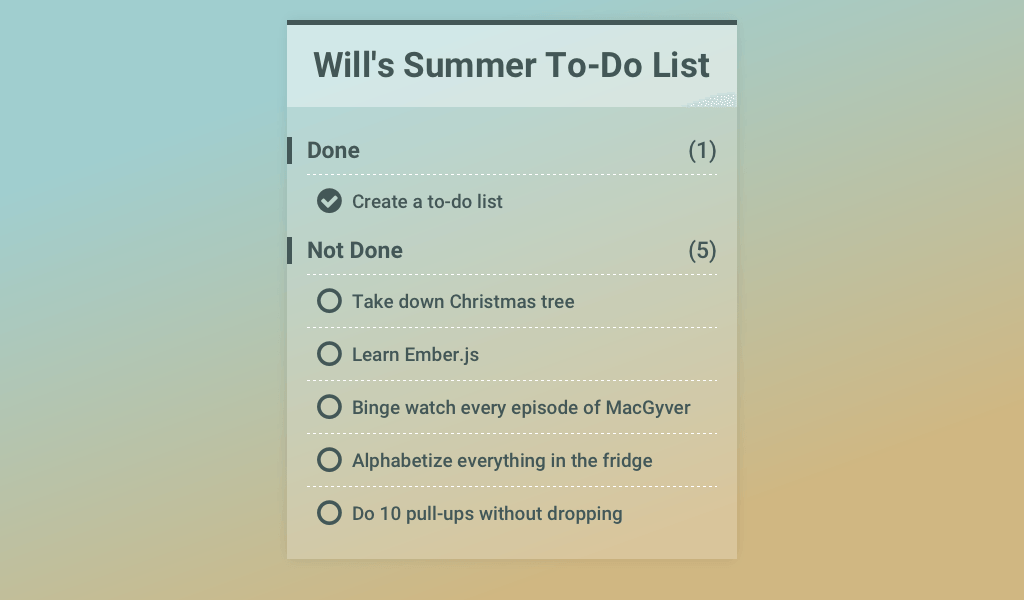 Will's Summer To-Do List
Done (1)
Create a to-do list
Not Done (5)
Take down Christmas tree
Learn Ember.js
Binge watch every episode of MacGyver
Alphabetize everything in the fridge
Do 10 pull-ups without dropping